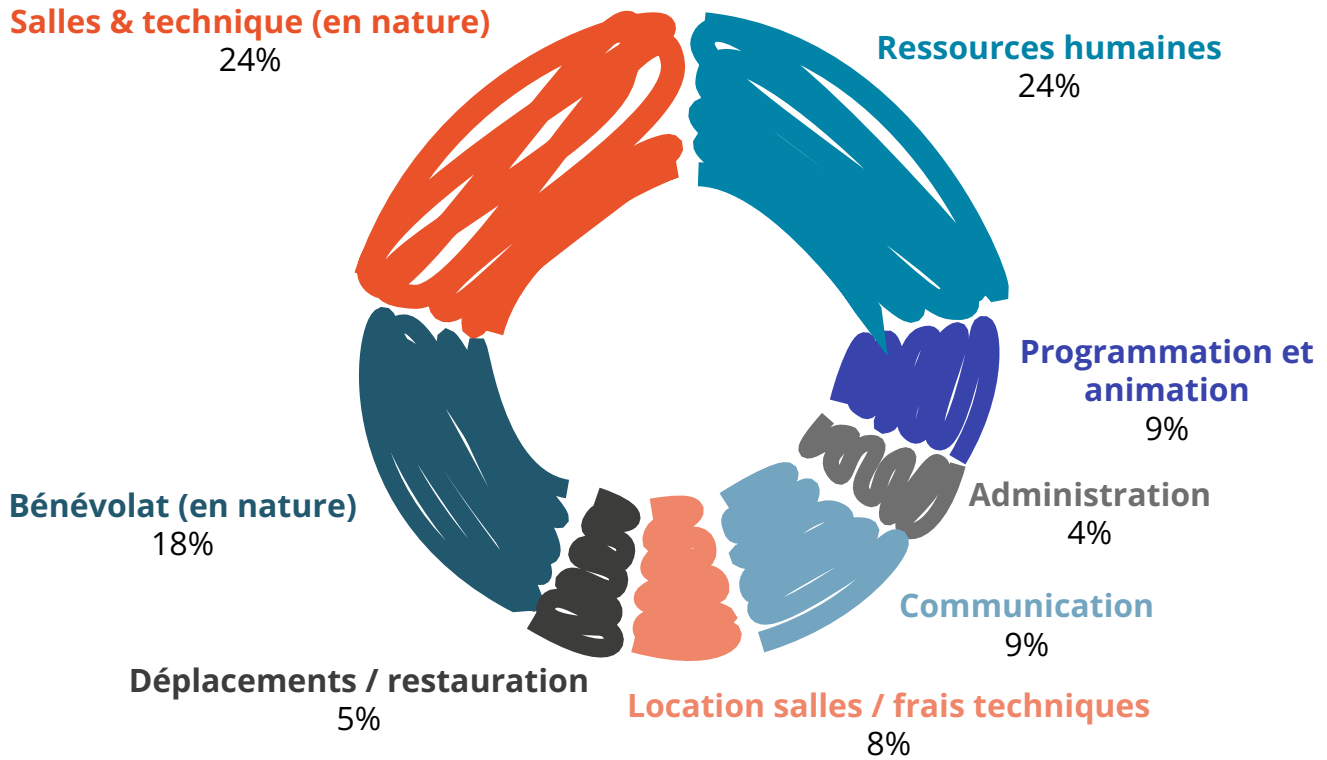 Salles & technique (en nature)
24%
Ressources humaines
24%
Programmation et
animation
9%
Administration
4%
Communication
9%
Location salles / frais techniques
8%
Déplacements / restauration
5%
Bénévolat (en nature)
18%